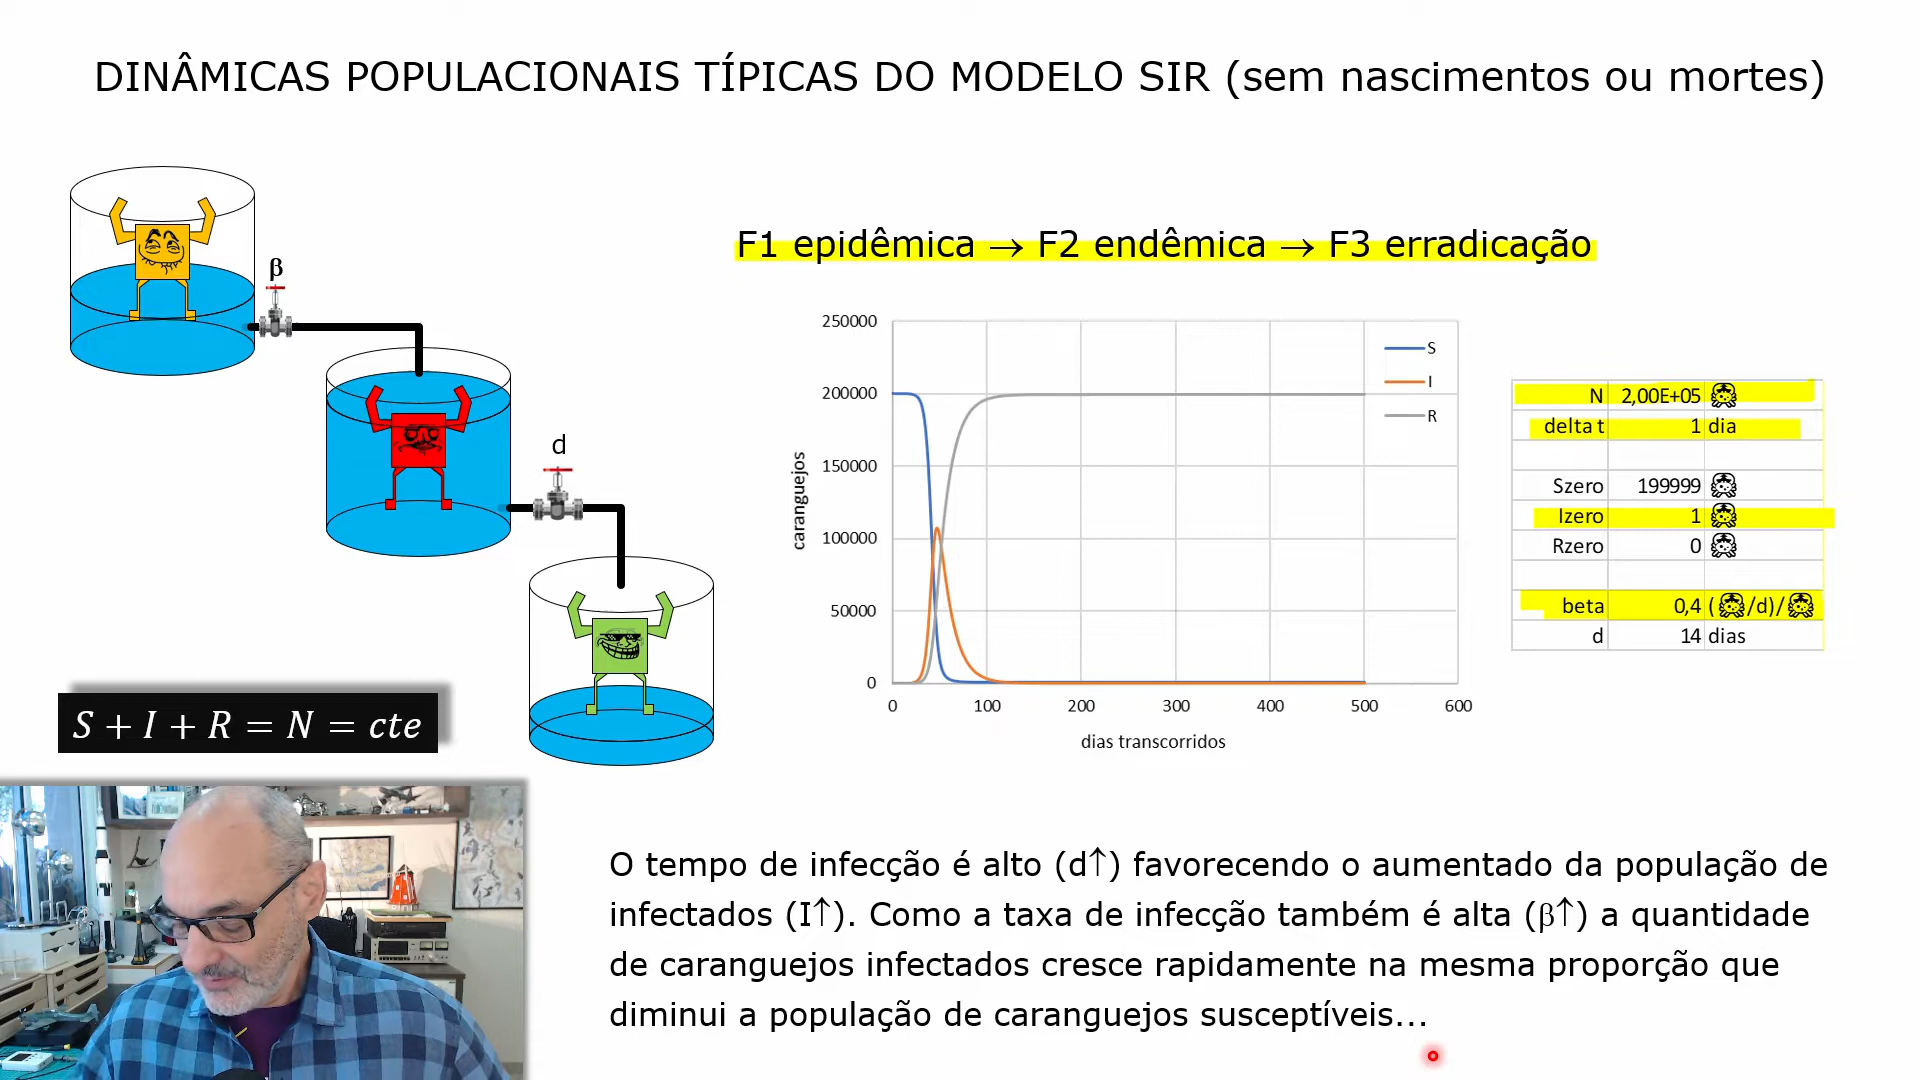 DINÂMICAS POPULACIONAIS TÍPICAS DO MODELO SIR (sem nascimentos ou mortes)
β
d
S + I + R = N = cte
F1 epidêmica → F2 endêmica → F3 erradicação
250000
200000
150000
100000
50000
0
caranguejos
0 100 200 300 400 500 600
dias transcorridos
S
I
R
N 2,00E+05
delta t 1 dia
Szero 199999
Izero 1
Rzero 0
beta 0,4 ( /d)/
d 14 dias
O tempo de infecção é alto (d↑) favorecendo o aumentado da população de
infectados (I↑). Como a taxa de infecção também é alta (β↑) a quantidade
de caranguejos infectados cresce rapidamente na mesma proporção que
diminui a população de caranguejos susceptíveis...